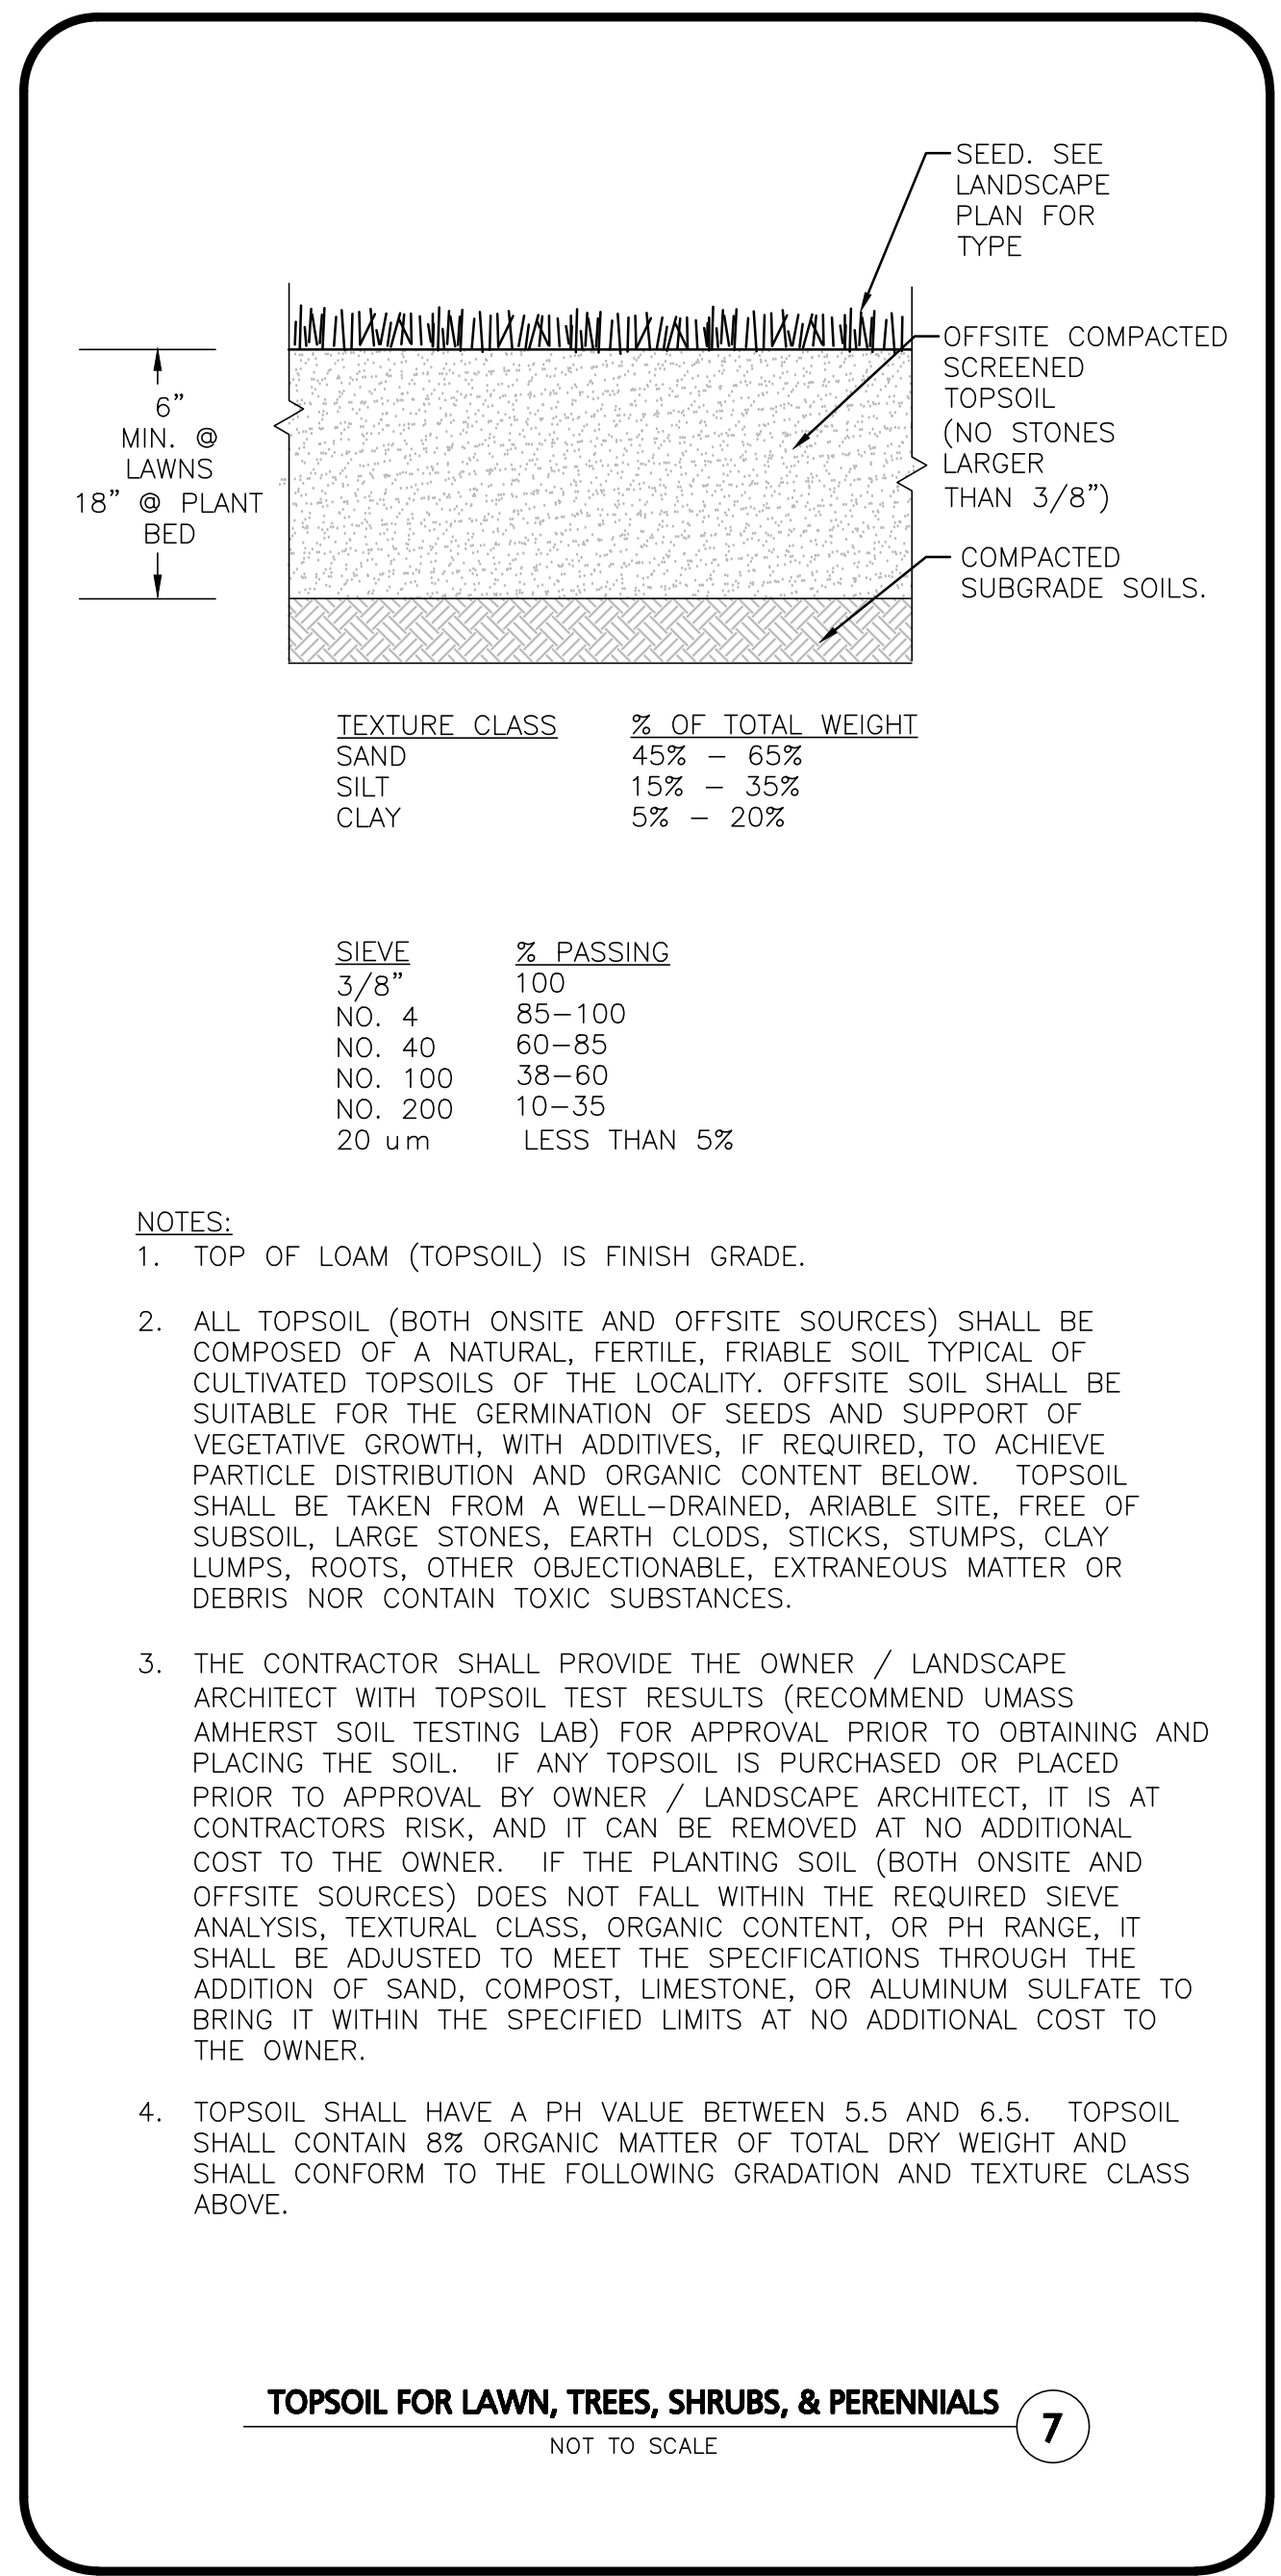 SEED. SEE
LANDSCAPE
PLAN FOR
TYPE
OFFSITE COMPACTED
SCREENED
TOPSOIL
(NO STONES
LARGER
THAN 3/8")
6"
MIN. @
LAWNS
18" @ PLANT
BED
COMPACTED
SUBGRADE SOILS.
TEXTURE CLASS % OF TOTAL WEIGHT
SAND 45% – 65%
SILT 15% – 35%
CLAY 5% – 20%
SIEVE % PASSING
3/8" 100
NO. 4 85–100
NO. 40 60–85
NO. 100 38–60
NO. 200 10–35
20 um LESS THAN 5%
NOTES:
1. TOP OF LOAM (TOPSOIL) IS FINISH GRADE.
2. ALL TOPSOIL (BOTH ONSITE AND OFFSITE SOURCES) SHALL BE
COMPOSED OF A NATURAL, FERTILE, FRIABLE SOIL TYPICAL OF
CULTIVATED TOPSOILS OF THE LOCALITY. OFFSITE SOIL SHALL BE
SUITABLE FOR THE GERMINATION OF SEEDS AND SUPPORT OF
VEGETATIVE GROWTH, WITH ADDITIVES, IF REQUIRED, TO ACHIEVE
PARTICLE DISTRIBUTION AND ORGANIC CONTENT BELOW. TOPSOIL
SHALL BE TAKEN FROM A WELL–DRAINED, ARIABLE SITE, FREE OF
SUBSOIL, LARGE STONES, EARTH CLODS, STICKS, STUMPS, CLAY
LUMPS, ROOTS, OTHER OBJECTIONABLE, EXTRANEOUS MATTER OR
DEBRIS NOR CONTAIN TOXIC SUBSTANCES.
3. THE CONTRACTOR SHALL PROVIDE THE OWNER / LANDSCAPE
ARCHITECT WITH TOPSOIL TEST RESULTS (RECOMMEND UMASS
AMHERST SOIL TESTING LAB) FOR APPROVAL PRIOR TO OBTAINING AND
PLACING THE SOIL. IF ANY TOPSOIL IS PURCHASED OR PLACED
PRIOR TO APPROVAL BY OWNER / LANDSCAPE ARCHITECT, IT IS AT
CONTRACTORS RISK, AND IT CAN BE REMOVED AT NO ADDITIONAL
COST TO THE OWNER. IF THE PLANTING SOIL (BOTH ONSITE AND
OFFSITE SOURCES) DOES NOT FALL WITHIN THE REQUIRED SIEVE
ANALYSIS, TEXTURAL CLASS, ORGANIC CONTENT, OR PH RANGE, IT
SHALL BE ADJUSTED TO MEET THE SPECIFICATIONS THROUGH THE
ADDITION OF SAND, COMPOST, LIMESTONE, OR ALUMINUM SULFATE TO
BRING IT WITHIN THE SPECIFIED LIMITS AT NO ADDITIONAL COST TO
THE OWNER.
4. TOPSOIL SHALL HAVE A PH VALUE BETWEEN 5.5 AND 6.5. TOPSOIL
SHALL CONTAIN 8% ORGANIC MATTER OF TOTAL DRY WEIGHT AND
SHALL CONFORM TO THE FOLLOWING GRADATION AND TEXTURE CLASS
ABOVE.
TOPSOIL FOR LAWN, TREES, SHRUBS, & PERENNIALS 7
NOT TO SCALE